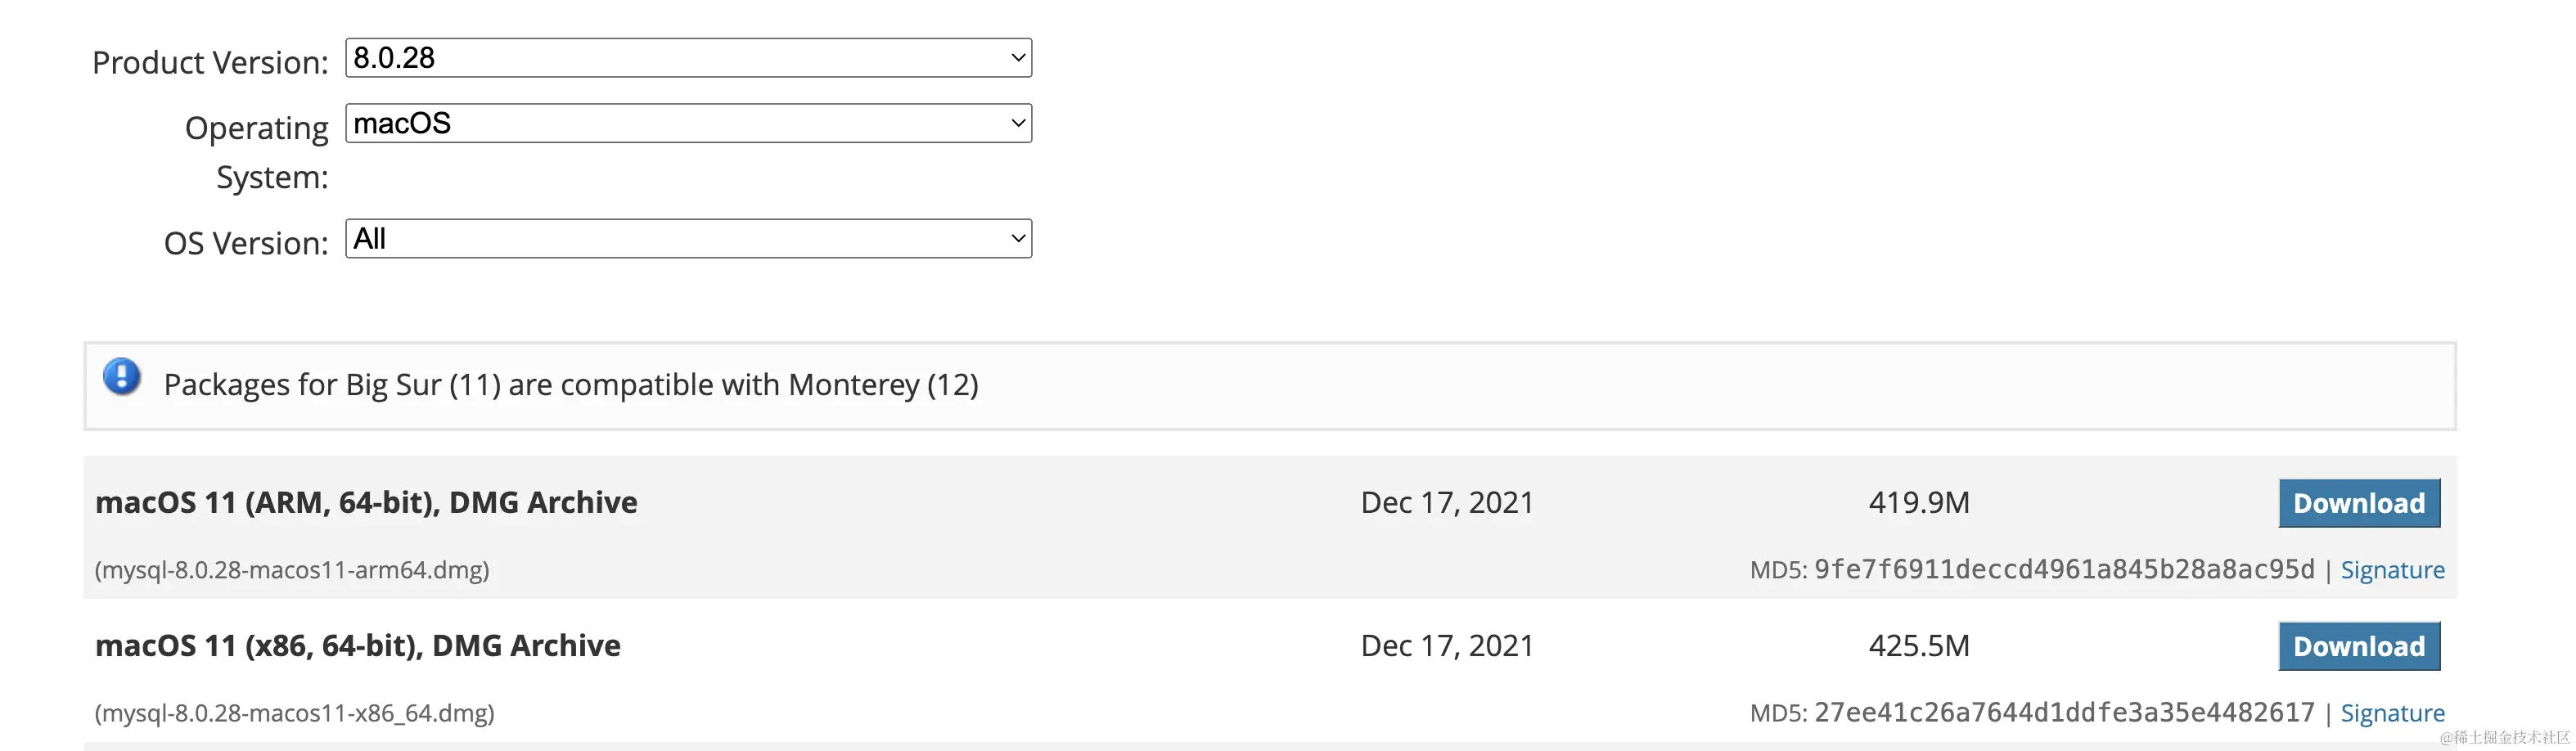 Product Version: 8.0.28
Operating System: macOS
OS Version: All
Packages for Big Sur (11) are compatible with Monterey (12)
macOS 11 (ARM, 64-bit), DMG Archive Dec 17, 2021 419.9M Download
(mysql-8.0.28-macos11-arm64.dmg) MD5: 9fe7f6911deccd4961a845b28a8ac95d | Signature
macOS 11 (x86, 64-bit), DMG Archive Dec 17, 2021 425.5M Download
(mysql-8.0.28-macos11-x86_64.dmg) MD5: 27ee41c26a7644d1ddfe3a35e4482617 | Signature
@稀土掘金技术社区